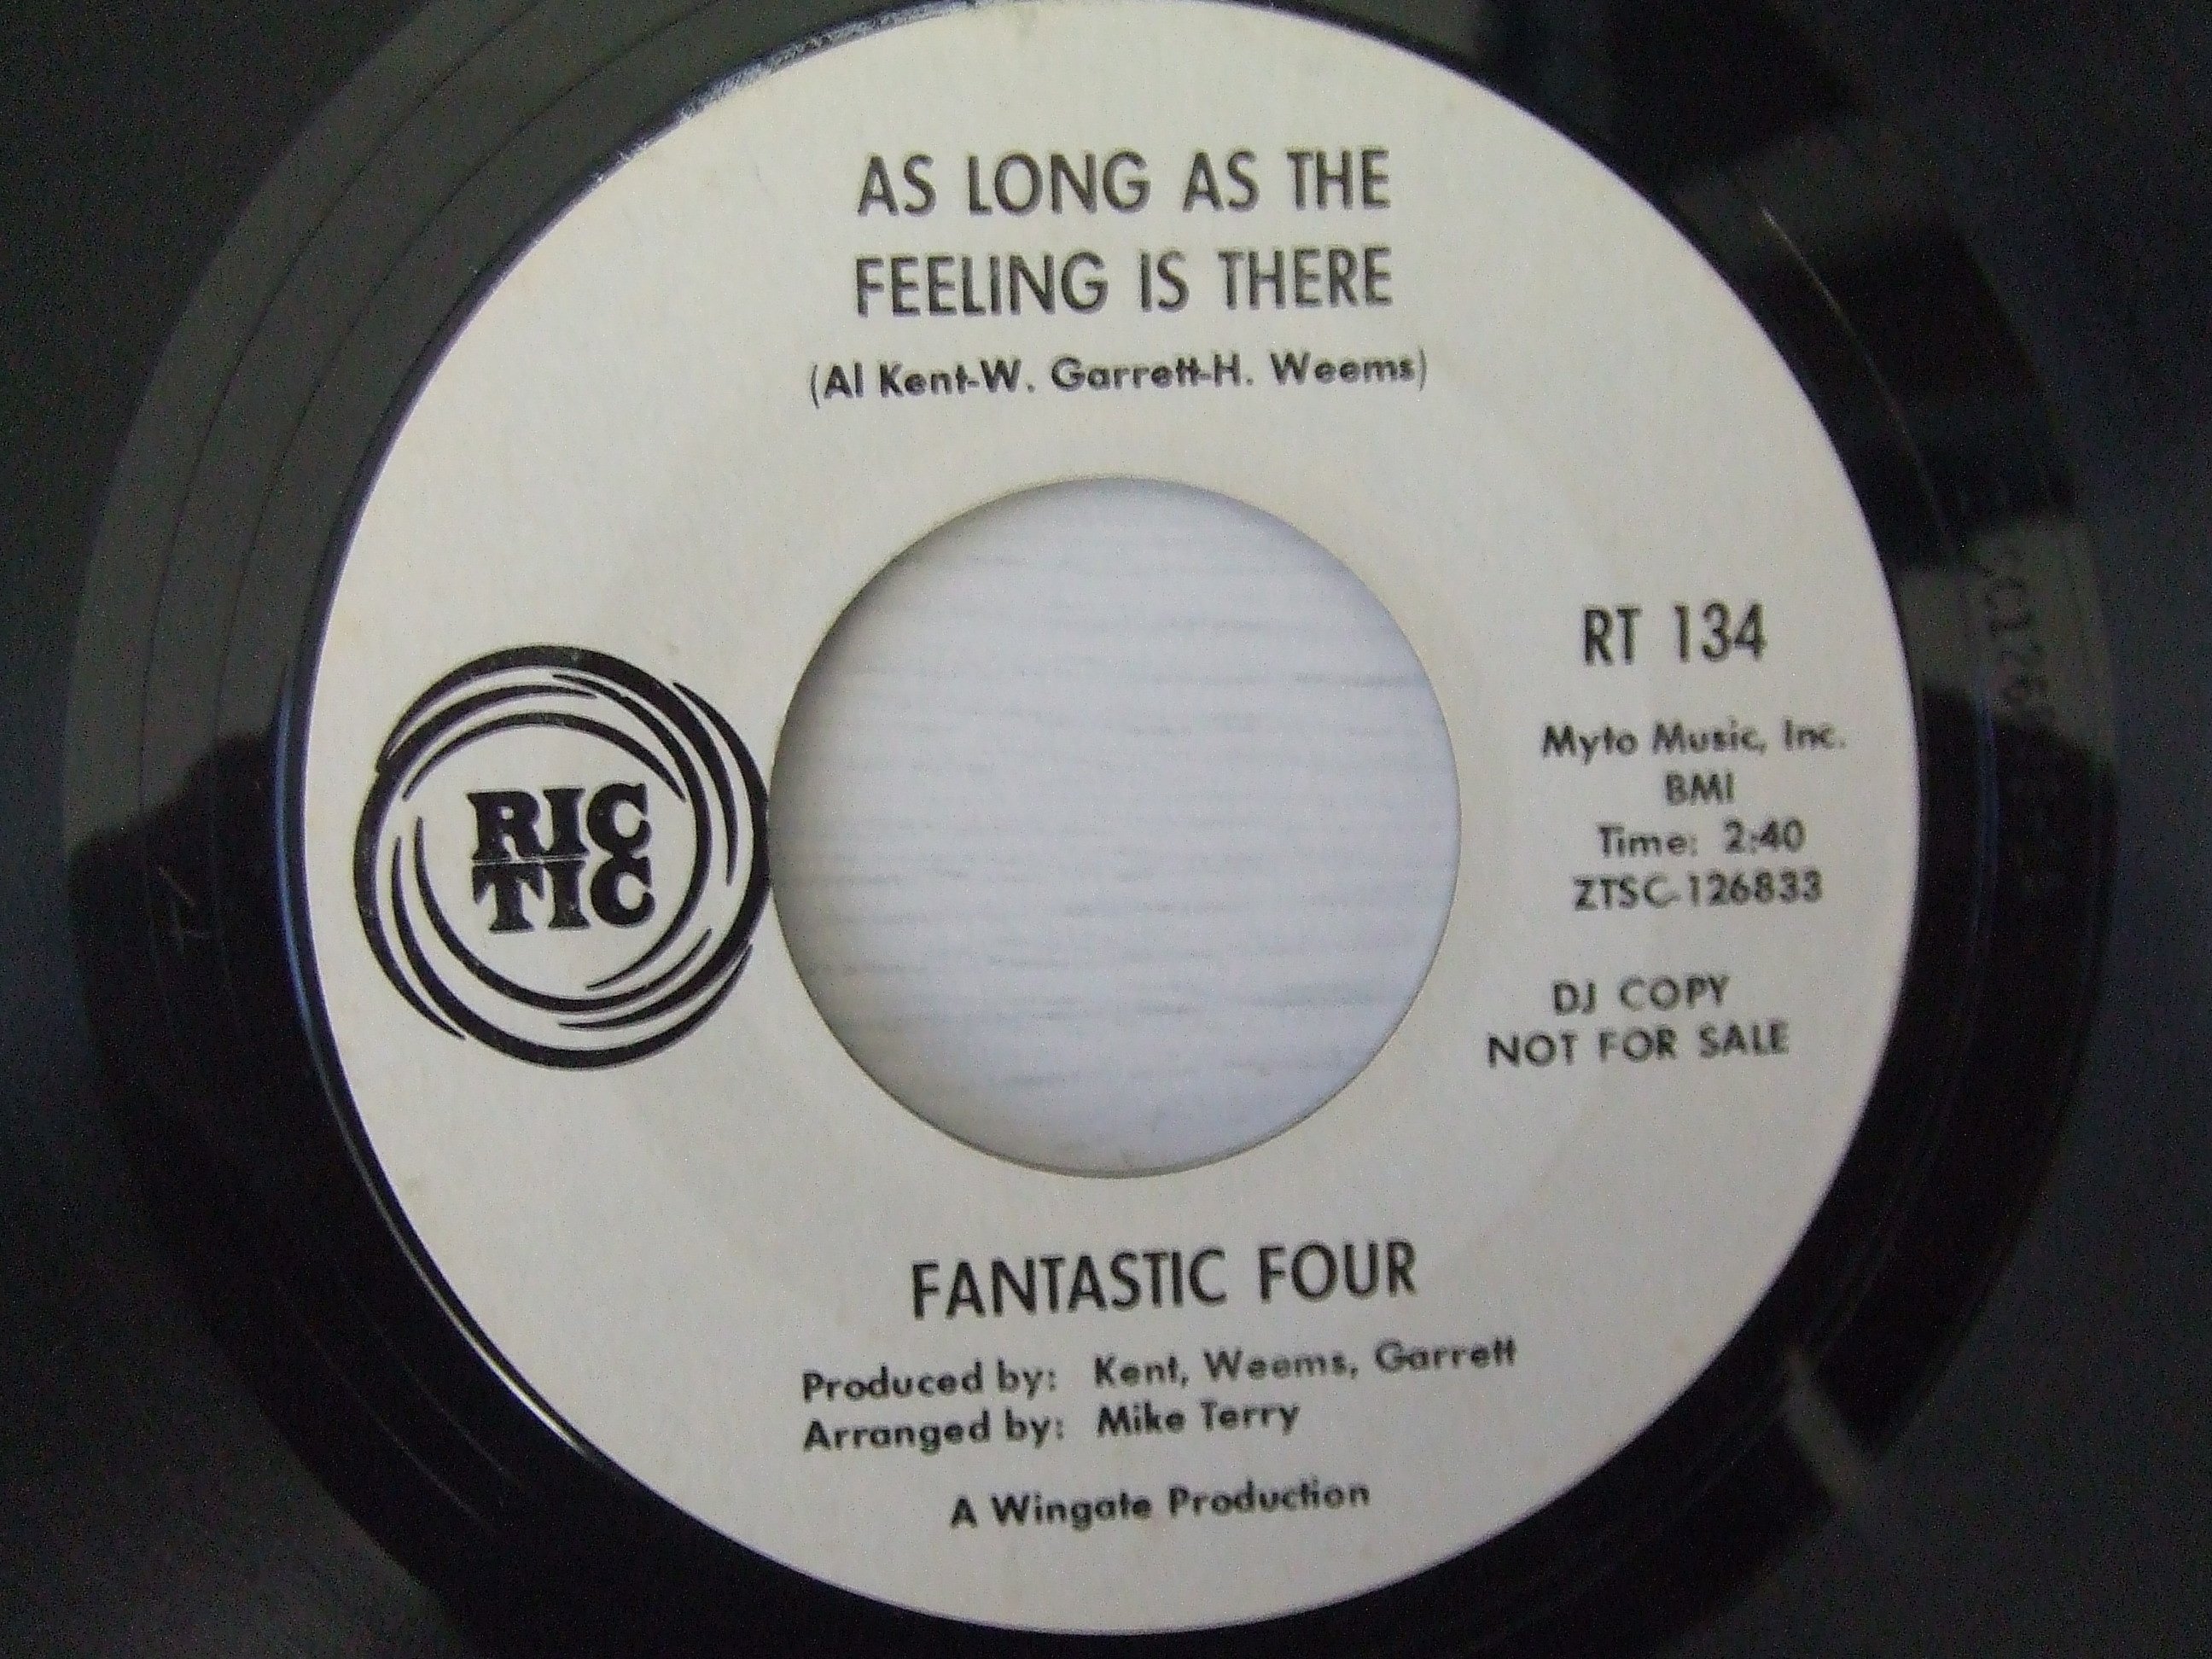 AS LONG AS THE
FEELING IS THERE
(Al Kent-W. Garrett-H. Weems)
RIC
TIC
RT 134
Myto Music, Inc.
BMI
Time: 2:40
ZTSC-126833
DJ COPY
NOT FOR SALE
FANTASTIC FOUR
Produced by: Kent, Weems, Garrett
Arranged by: Mike Terry
A Wingate Production